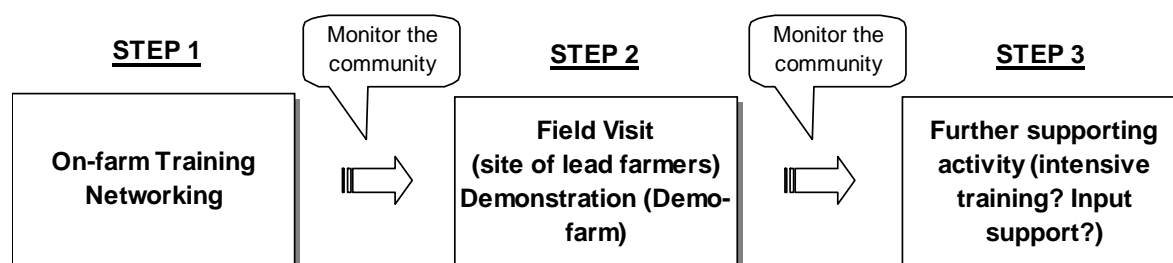 STEP 1
On-farm Training
Networking
Monitor the
community
STEP 2
Field Visit
(site of lead farmers)
Demonstration (Demo-
farm)
Monitor the
community
STEP 3
Further supporting
activity (intensive
training? Input
support?)